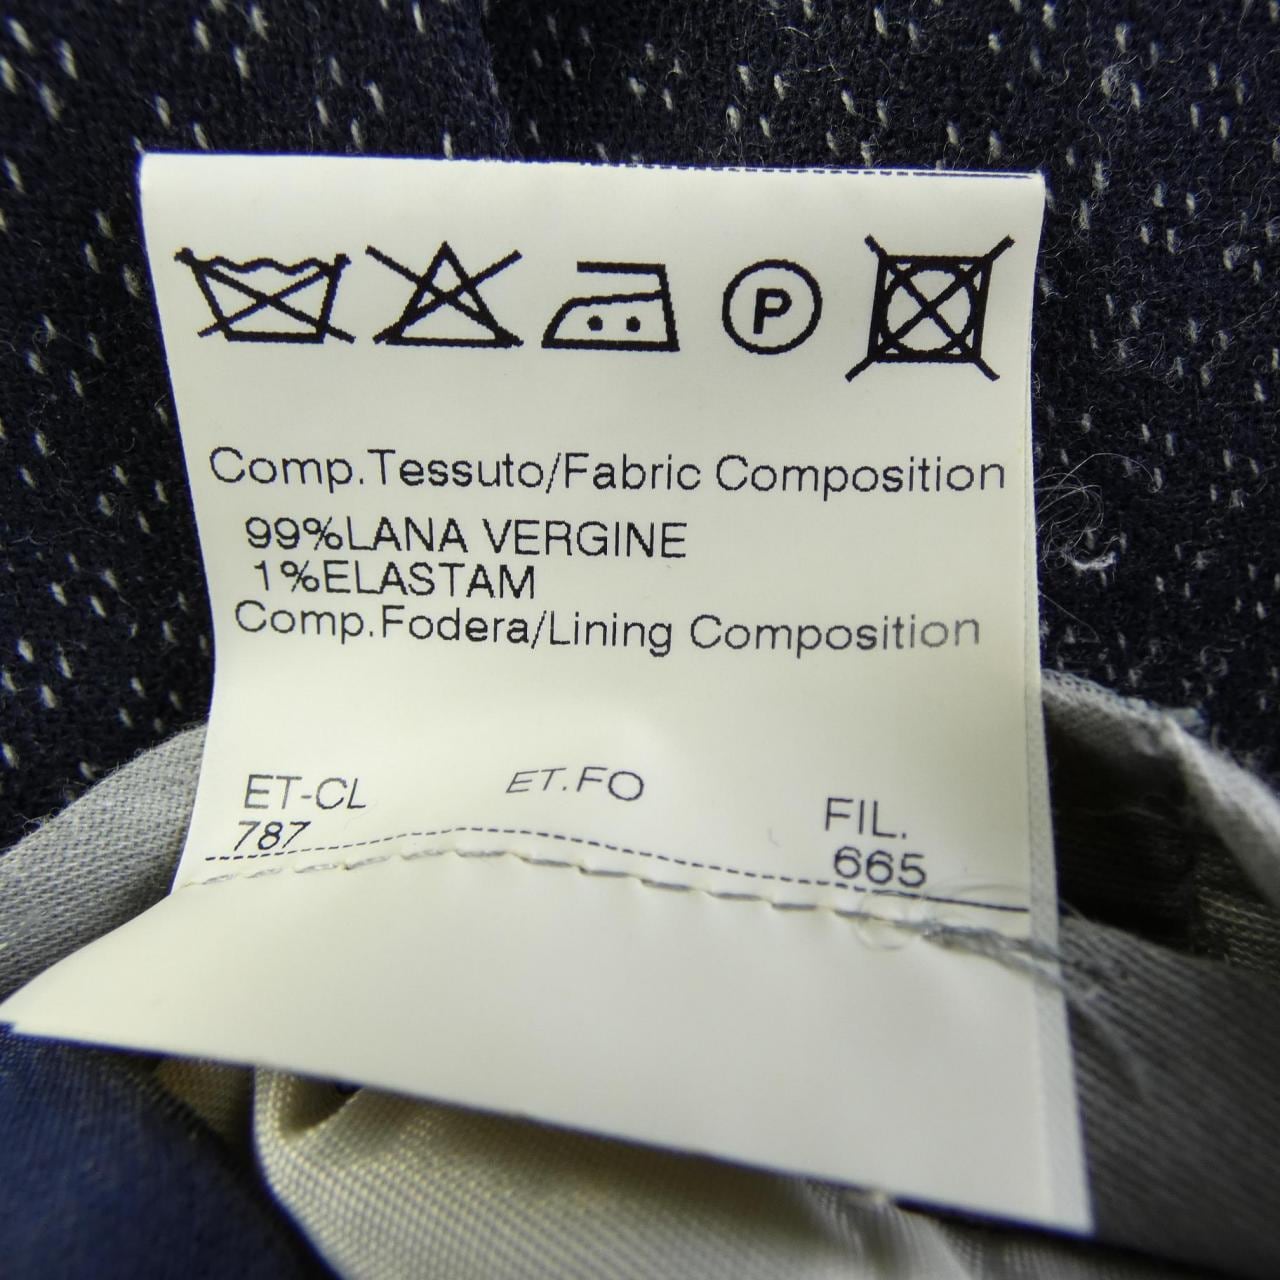 P
Comp.Tessuto/Fabric Composition
99%LANA VERGINE
1%ELASTAM
Comp.Fodera/Lining Composition
ET-CL ET.FO FIL.
787 665